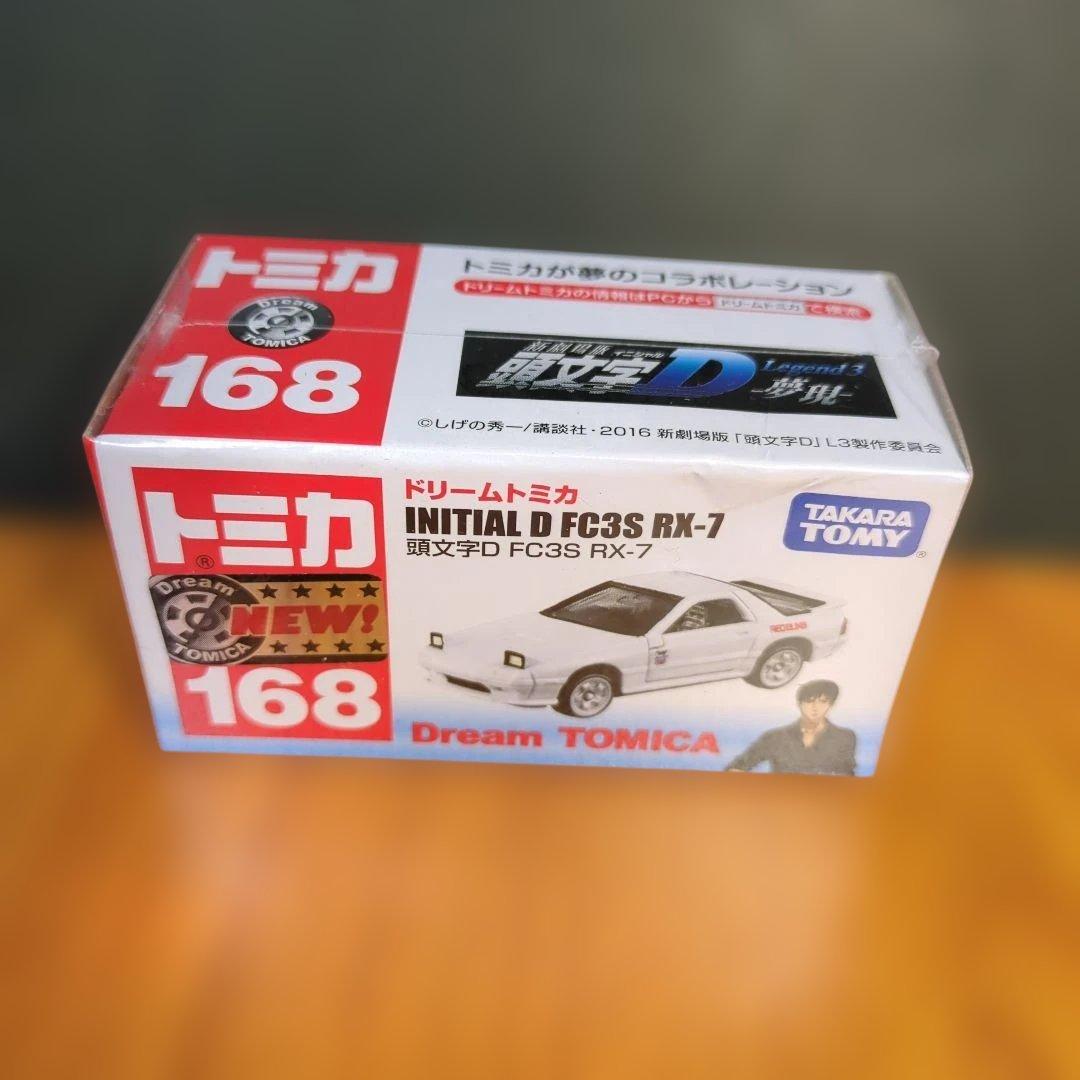 トミカ
Dream
TOMICA
168
トミカが夢のコラボレーション
ドリームトミカの情報はPCから ドリームトミカ で検索
新劇場版
頭文字 イニシャル D Legend 3
-夢現-
©しげの秀一/講談社・2016 新劇場版「頭文字D」L3製作委員会
トミカ®
Dream
TOMICA
NEW!
168
ドリームトミカ
INITIAL D FC3S RX-7
頭文字D FC3S RX-7
TAKARA
TOMY®
REDSUNS
Dream TOMICA